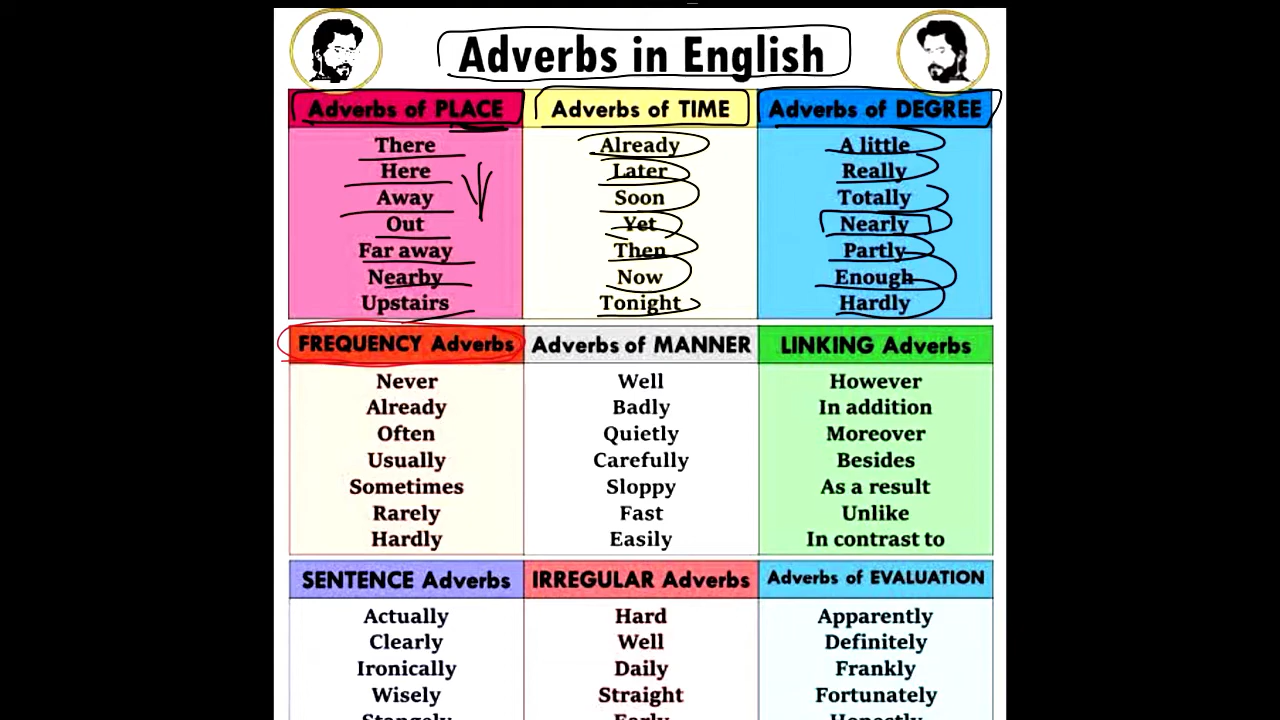 Adverbs in English
Adverbs of PLACE
There
Here
Away
Out
Far away
Nearby
Upstairs
Adverbs of TIME
Already
Later
Soon
Yet
Then
Now
Tonight
Adverbs of DEGREE
A little
Really
Totally
Nearly
Partly
Enough
Hardly
FREQUENCY Adverbs
Never
Already
Often
Usually
Sometimes
Rarely
Hardly
Adverbs of MANNER
Well
Badly
Quietly
Carefully
Sloppy
Fast
Easily
LINKING Adverbs
However
In addition
Moreover
Besides
As a result
Unlike
In contrast to
SENTENCE Adverbs
Actually
Clearly
Ironically
Wisely
Stangely
IRREGULAR Adverbs
Hard
Well
Daily
Straight
Early
Adverbs of EVALUATION
Apparently
Definitely
Frankly
Fortunately
Honestly